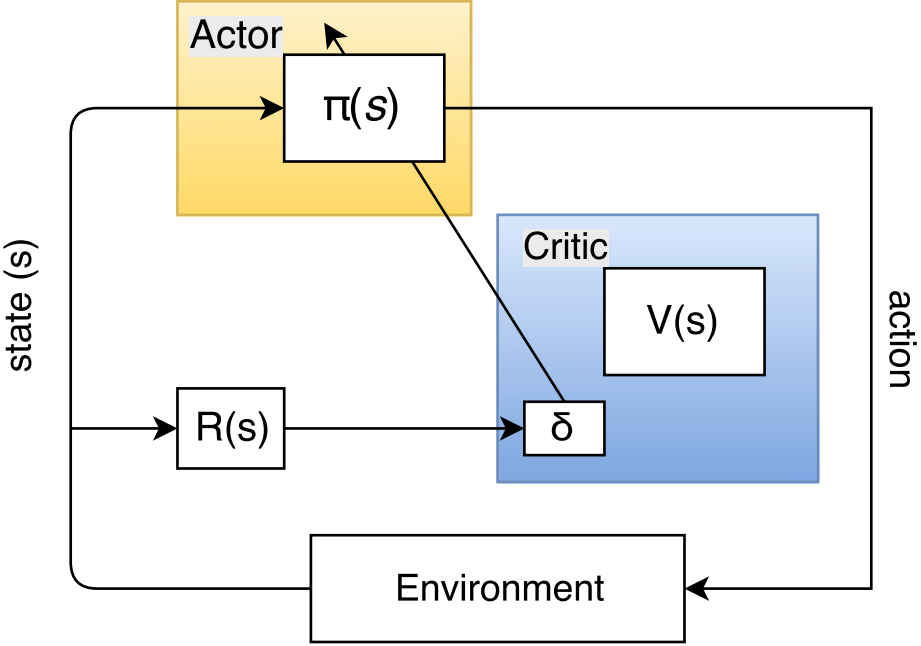 Actor
π(s)
state (s)
Critic
V(s)
action
R(s)
δ
Environment